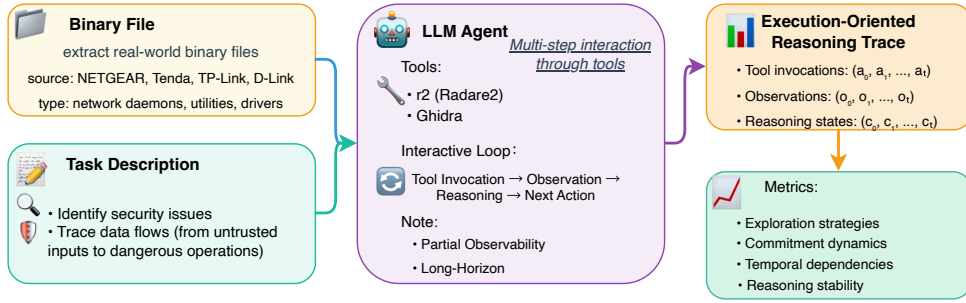 Binary File
extract real-world binary files
source: NETGEAR, Tenda, TP-Link, D-Link
type: network daemons, utilities, drivers
Task Description
• Identify security issues
• Trace data flows (from untrusted
inputs to dangerous operations)
LLM Agent
Multi-step interaction
through tools
Tools:
• r2 (Radare2)
• Ghidra
Interactive Loop:
Tool Invocation → Observation →
Reasoning → Next Action
Note:
• Partial Observability
• Long-Horizon
Execution-Oriented
Reasoning Trace
• Tool invocations: (a₀, a₁, ..., aₜ)
• Observations: (o₀, o₁, ..., oₜ)
• Reasoning states: (c₀, c₁, ..., cₜ)
Metrics:
• Exploration strategies
• Commitment dynamics
• Temporal dependencies
• Reasoning stability